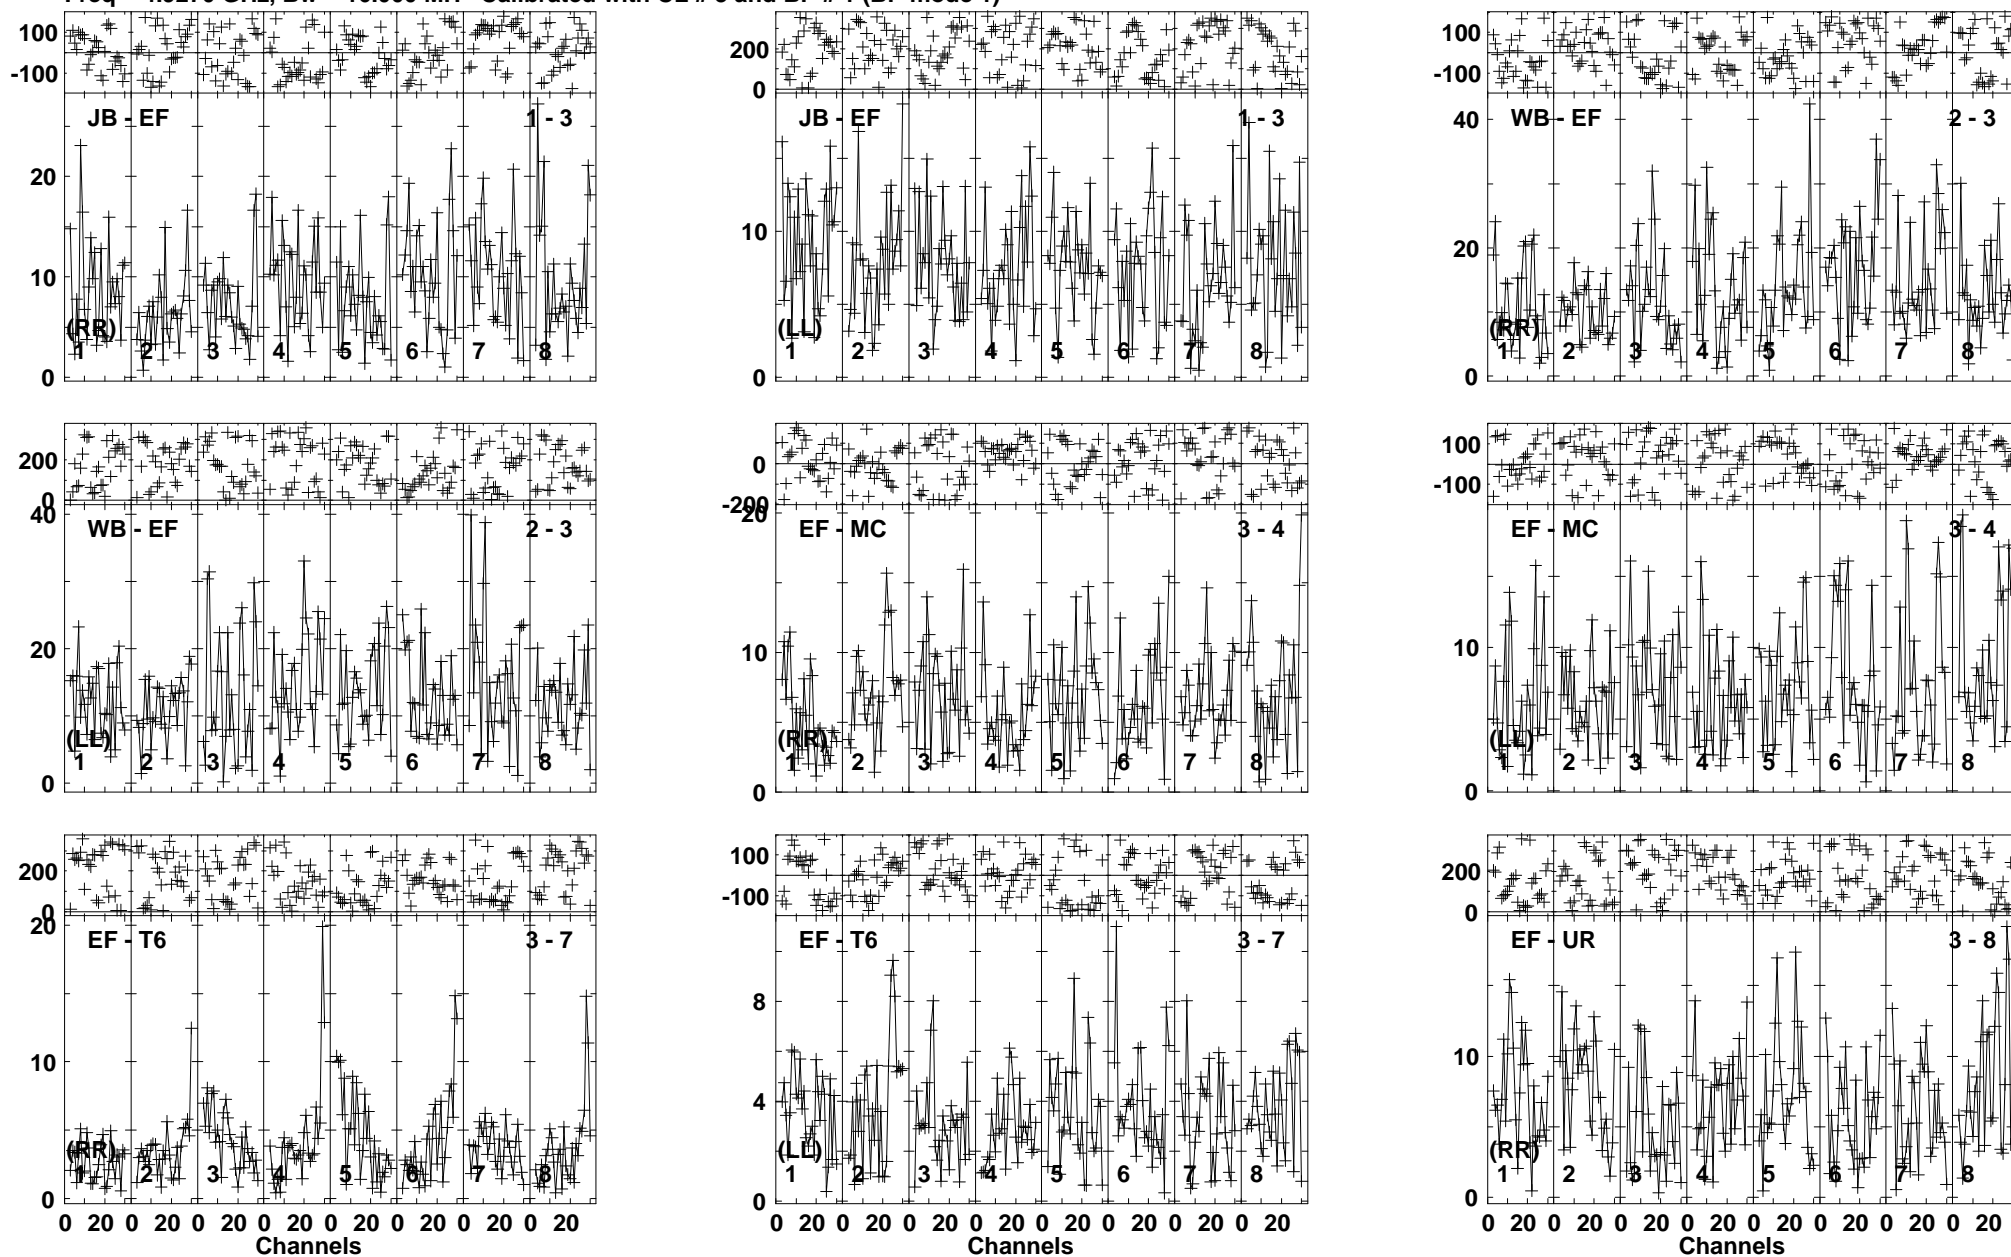 100 -100 200 0 100 -100
JB - EF 1 - 3 JB - EF 1 - 3 WB - EF 2 - 3
20 10 0 10 0 40 20 0
(RR) (LL) (RR)
1 2 3 4 5 6 7 8 1 2 3 4 5 6 7 8 1 2 3 4 5 6 7 8
200 0 0 -200 100 -100
WB - EF 2 - 3 EF - MC 3 - 4 EF - MC 3 - 4
40 20 0 20 10 0 10 0
(LL) (RR) (LL)
1 2 3 4 5 6 7 8 1 2 3 4 5 6 7 8 1 2 3 4 5 6 7 8
200 0 100 -100 200 0
EF - T6 3 - 7 EF - T6 3 - 7 EF - UR 3 - 8
20 10 0 8 4 0 10 0
(RR) (LL) (RR)
1 2 3 4 5 6 7 8 1 2 3 4 5 6 7 8 1 2 3 4 5 6 7 8
0 20 0 20 0 20 0 20 0 20 0 20 0 20 0 20 0 20 0 20 0 20 0 20 0 20 0 20 0 20 0 20 0 20 0 20 0 20 0 20 0 20 0 20 0 20 0 20
Channels Channels Channels